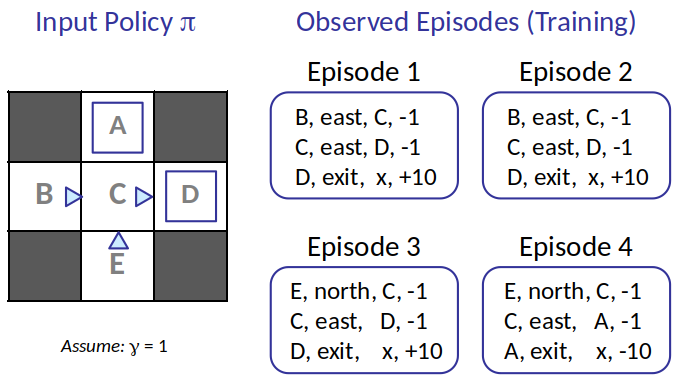 Input Policy π
Observed Episodes (Training)
A
B
C
D
E
Assume: γ = 1
Episode 1
B, east, C, -1
C, east, D, -1
D, exit, x, +10
Episode 2
B, east, C, -1
C, east, D, -1
D, exit, x, +10
Episode 3
E, north, C, -1
C, east, D, -1
D, exit, x, +10
Episode 4
E, north, C, -1
C, east, A, -1
A, exit, x, -10